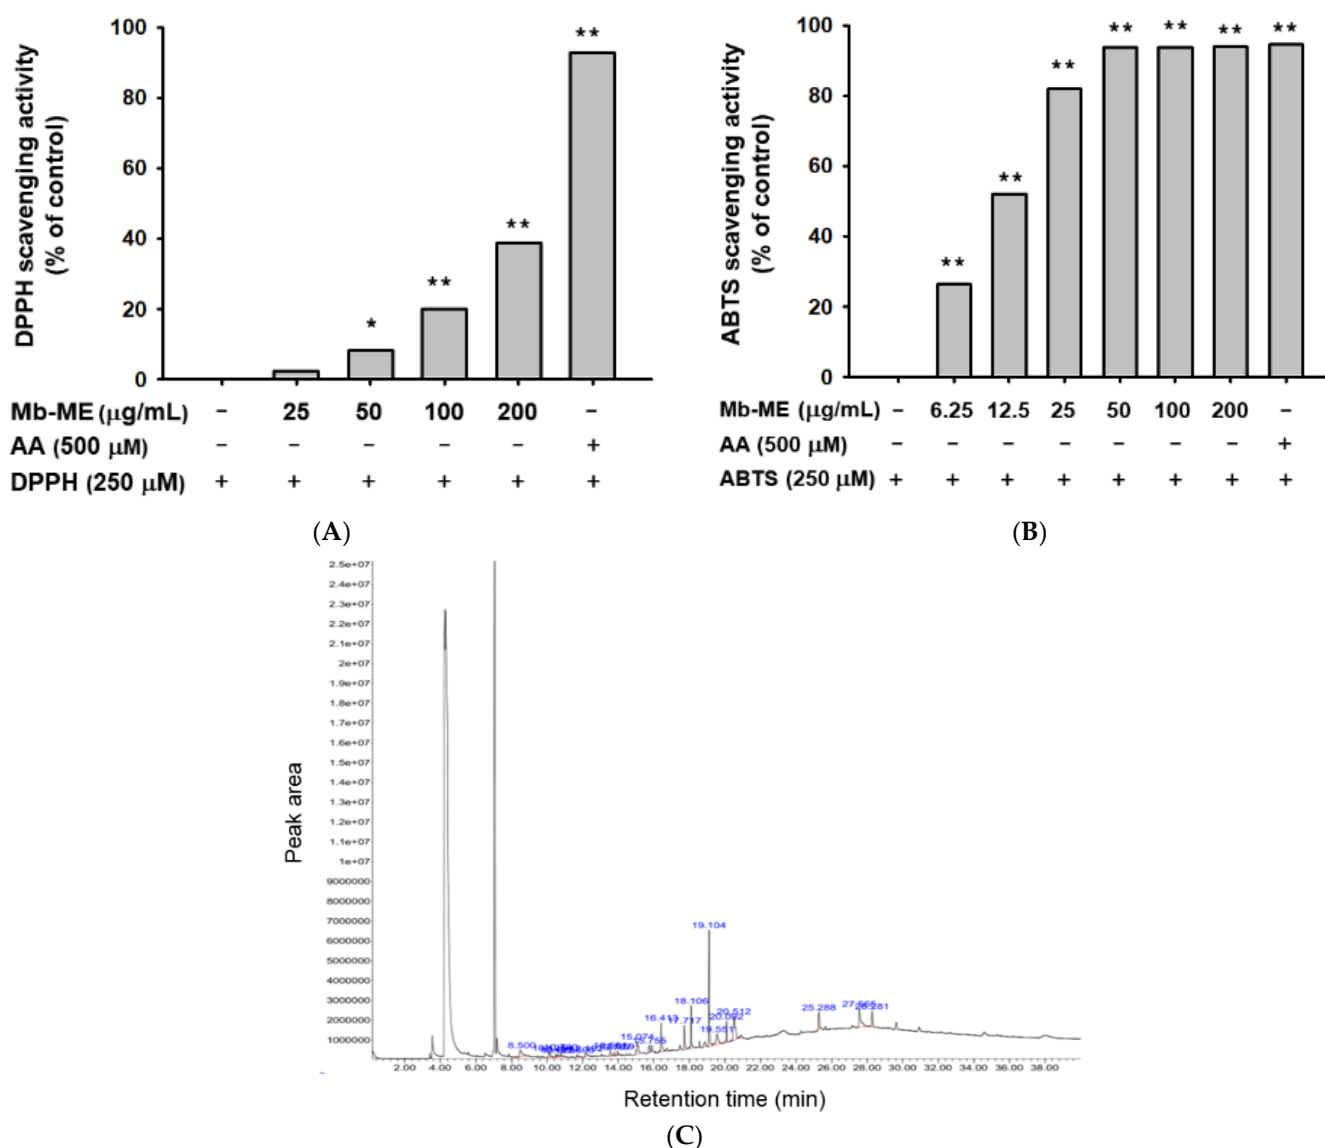 DPPH scavenging activity
(% of control)
100
80
60
40
20
0
*
**
**
**
Mb-ME (μg/mL) − 25 50 100 200 −
AA (500 μM) − − − − − +
DPPH (250 μM) + + + + + +
(A)
ABTS scavenging activity
(% of control)
100
80
60
40
20
0
**
**
**
**
**
**
**
Mb-ME (μg/mL) − 6.25 12.5 25 50 100 200 −
AA (500 μM) − − − − − − − +
ABTS (250 μM) + + + + + + + +
(B)
Peak area
2.5e+07
2.4e+07
2.3e+07
2.2e+07
2.1e+07
2e+07
1.9e+07
1.8e+07
1.7e+07
1.6e+07
1.5e+07
1.4e+07
1.3e+07
1.2e+07
1.1e+07
1e+07
9000000
8000000
7000000
6000000
5000000
4000000
3000000
2000000
1000000
8.500
15.074
15.755
16.413
17.717
18.106
19.104
19.551
20.092
20.512
25.288
27.565
28.281
2.00 4.00 6.00 8.00 10.00 12.00 14.00 16.00 18.00 20.00 22.00 24.00 26.00 28.00 30.00 32.00 34.00 36.00 38.00
Retention time (min)
(C)